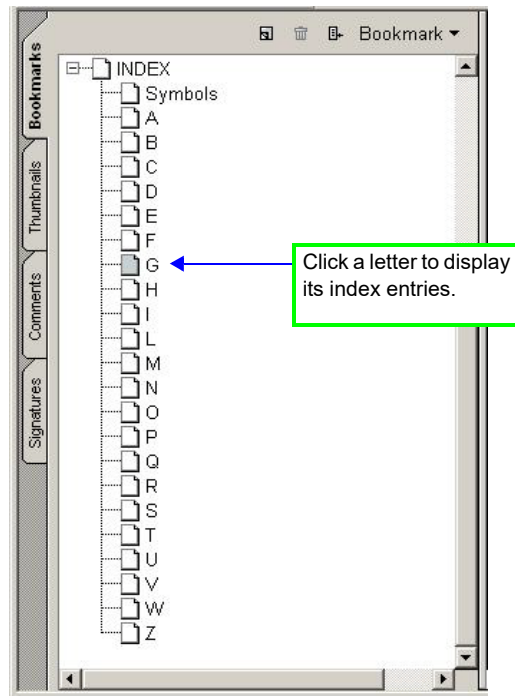 Bookmark
Bookmarks
Thumbnails
Comments
Signatures
INDEX
Symbols
A
B
C
D
E
F
G
H
I
L
M
N
O
P
Q
R
S
T
U
V
W
Z
Click a letter to display
its index entries.